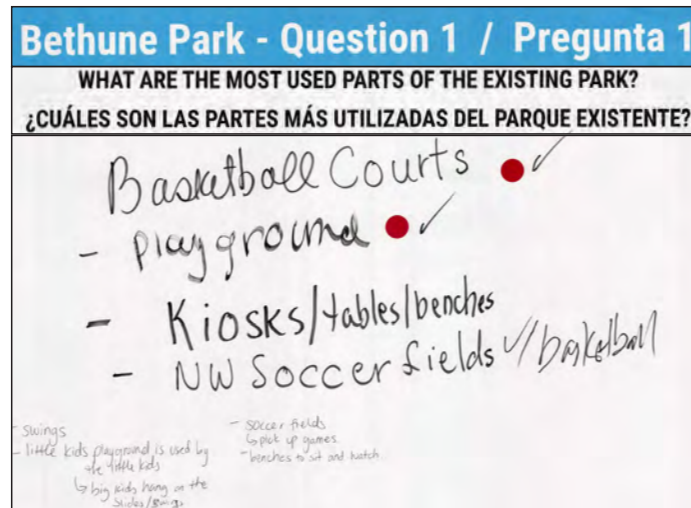 Bethune Park - Question 1 / Pregunta 1
WHAT ARE THE MOST USED PARTS OF THE EXISTING PARK?
¿CUÁLES SON LAS PARTES MÁS UTILIZADAS DEL PARQUE EXISTENTE?
Basketball Courts ✓
- playground ✓
- Kiosks/tables/benches
- NW Soccer fields w/basketball
- swings
- little kids playground is used by
the little kids
↳ big kids hang on the
slides/swings
- soccer fields
↳ pick up games
- benches to sit and watch